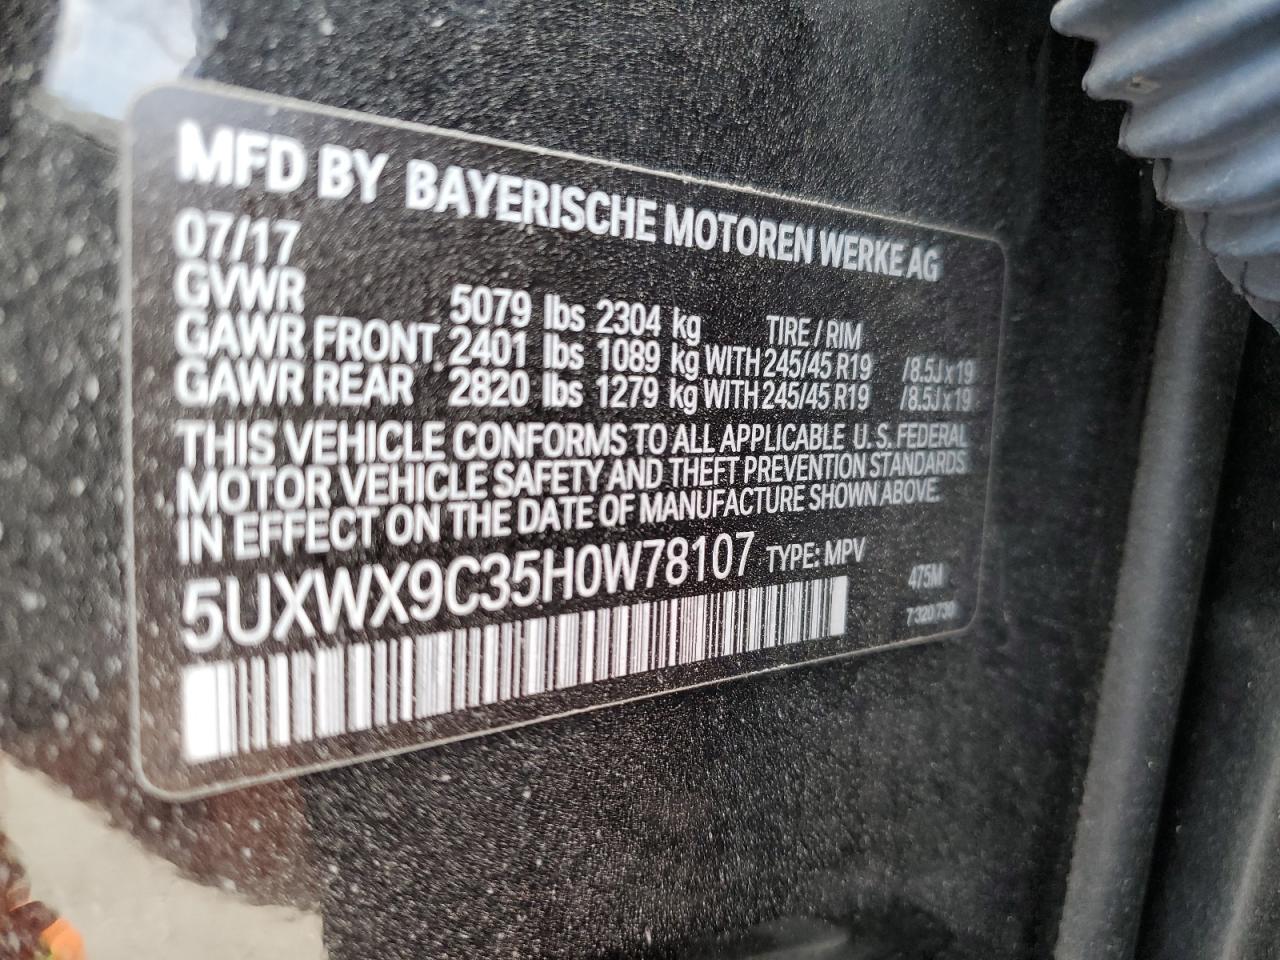 MFD BY BAYERISCHE MOTOREN WERKE AG
07/17
GVWR 5079 lbs 2304 kg TIRE / RIM
GAWR FRONT 2401 lbs 1089 kg WITH 245/45 R19 /8.5J x 19
GAWR REAR 2820 lbs 1279 kg WITH 245/45 R19 /8.5J x 19
THIS VEHICLE CONFORMS TO ALL APPLICABLE U.S. FEDERAL
MOTOR VEHICLE SAFETY AND THEFT PREVENTION STANDARDS
IN EFFECT ON THE DATE OF MANUFACTURE SHOWN ABOVE.
5UXWX9C35H0W78107 TYPE: MPV
475M